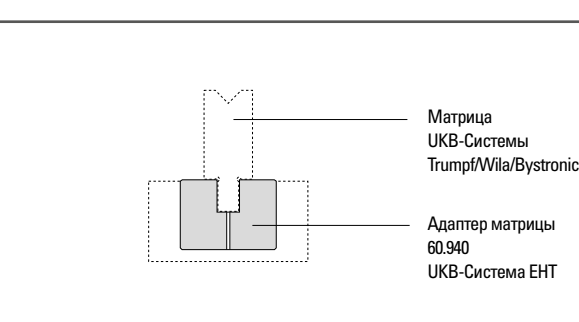 Матрица
UKB-Системы
Trumpf/Wila/Bystronic
Адаптер матрицы
60.940
UKB-Система EHT